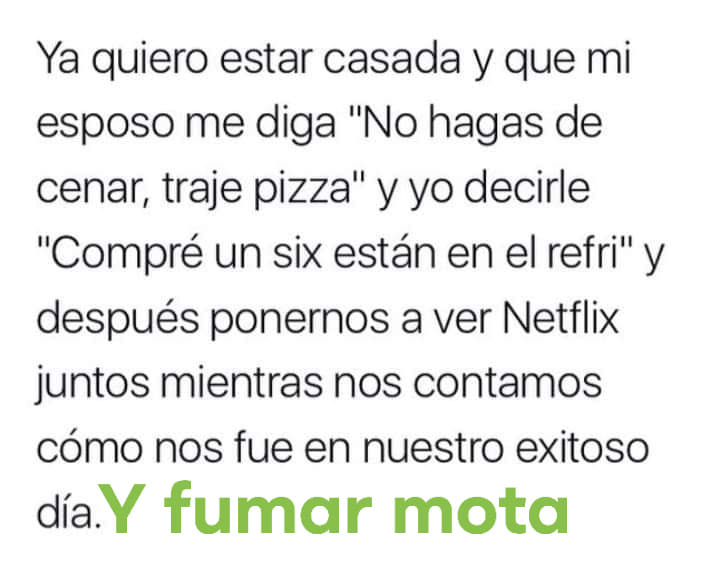 Ya quiero estar casada y que mi
esposo me diga "No hagas de
cenar, traje pizza" y yo decirle
"Compré un six están en el refri" y
después ponernos a ver Netflix
juntos mientras nos contamos
cómo nos fue en nuestro exitoso
día.Y fumar mota